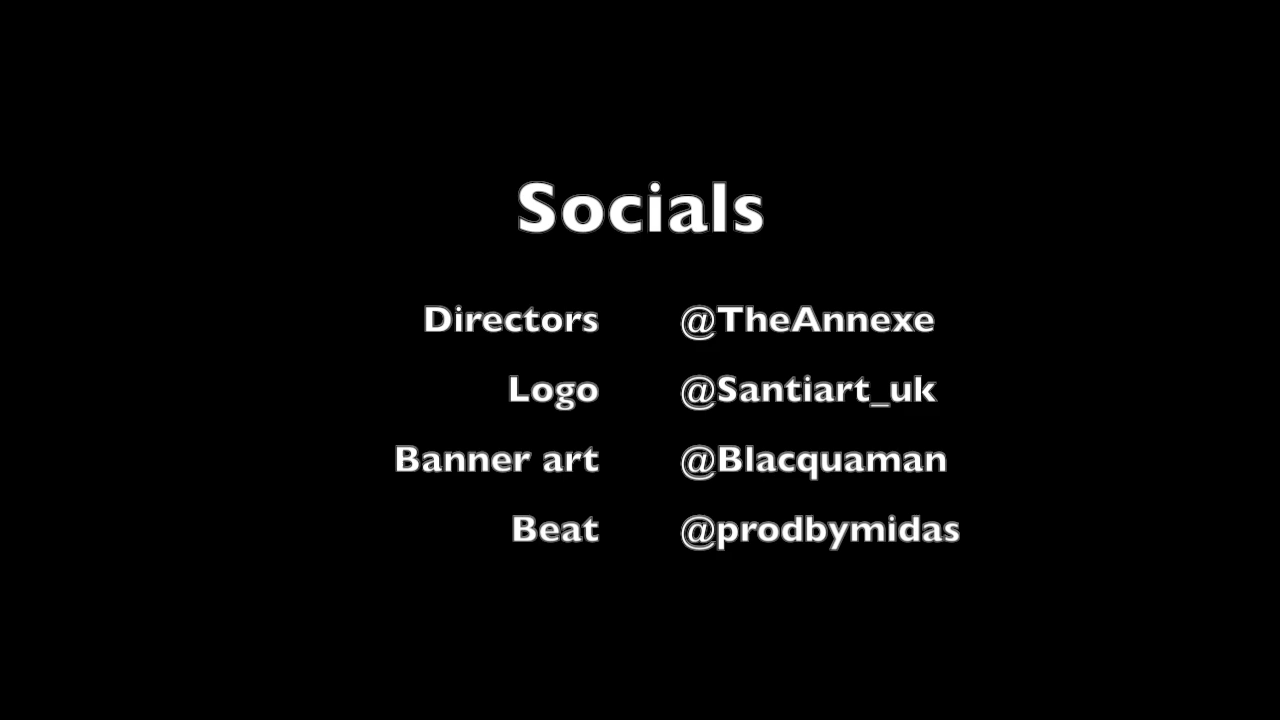 Socials
Directors @TheAnnexe
Logo @Santiart_uk
Banner art @Blacquaman
Beat @prodbymidas